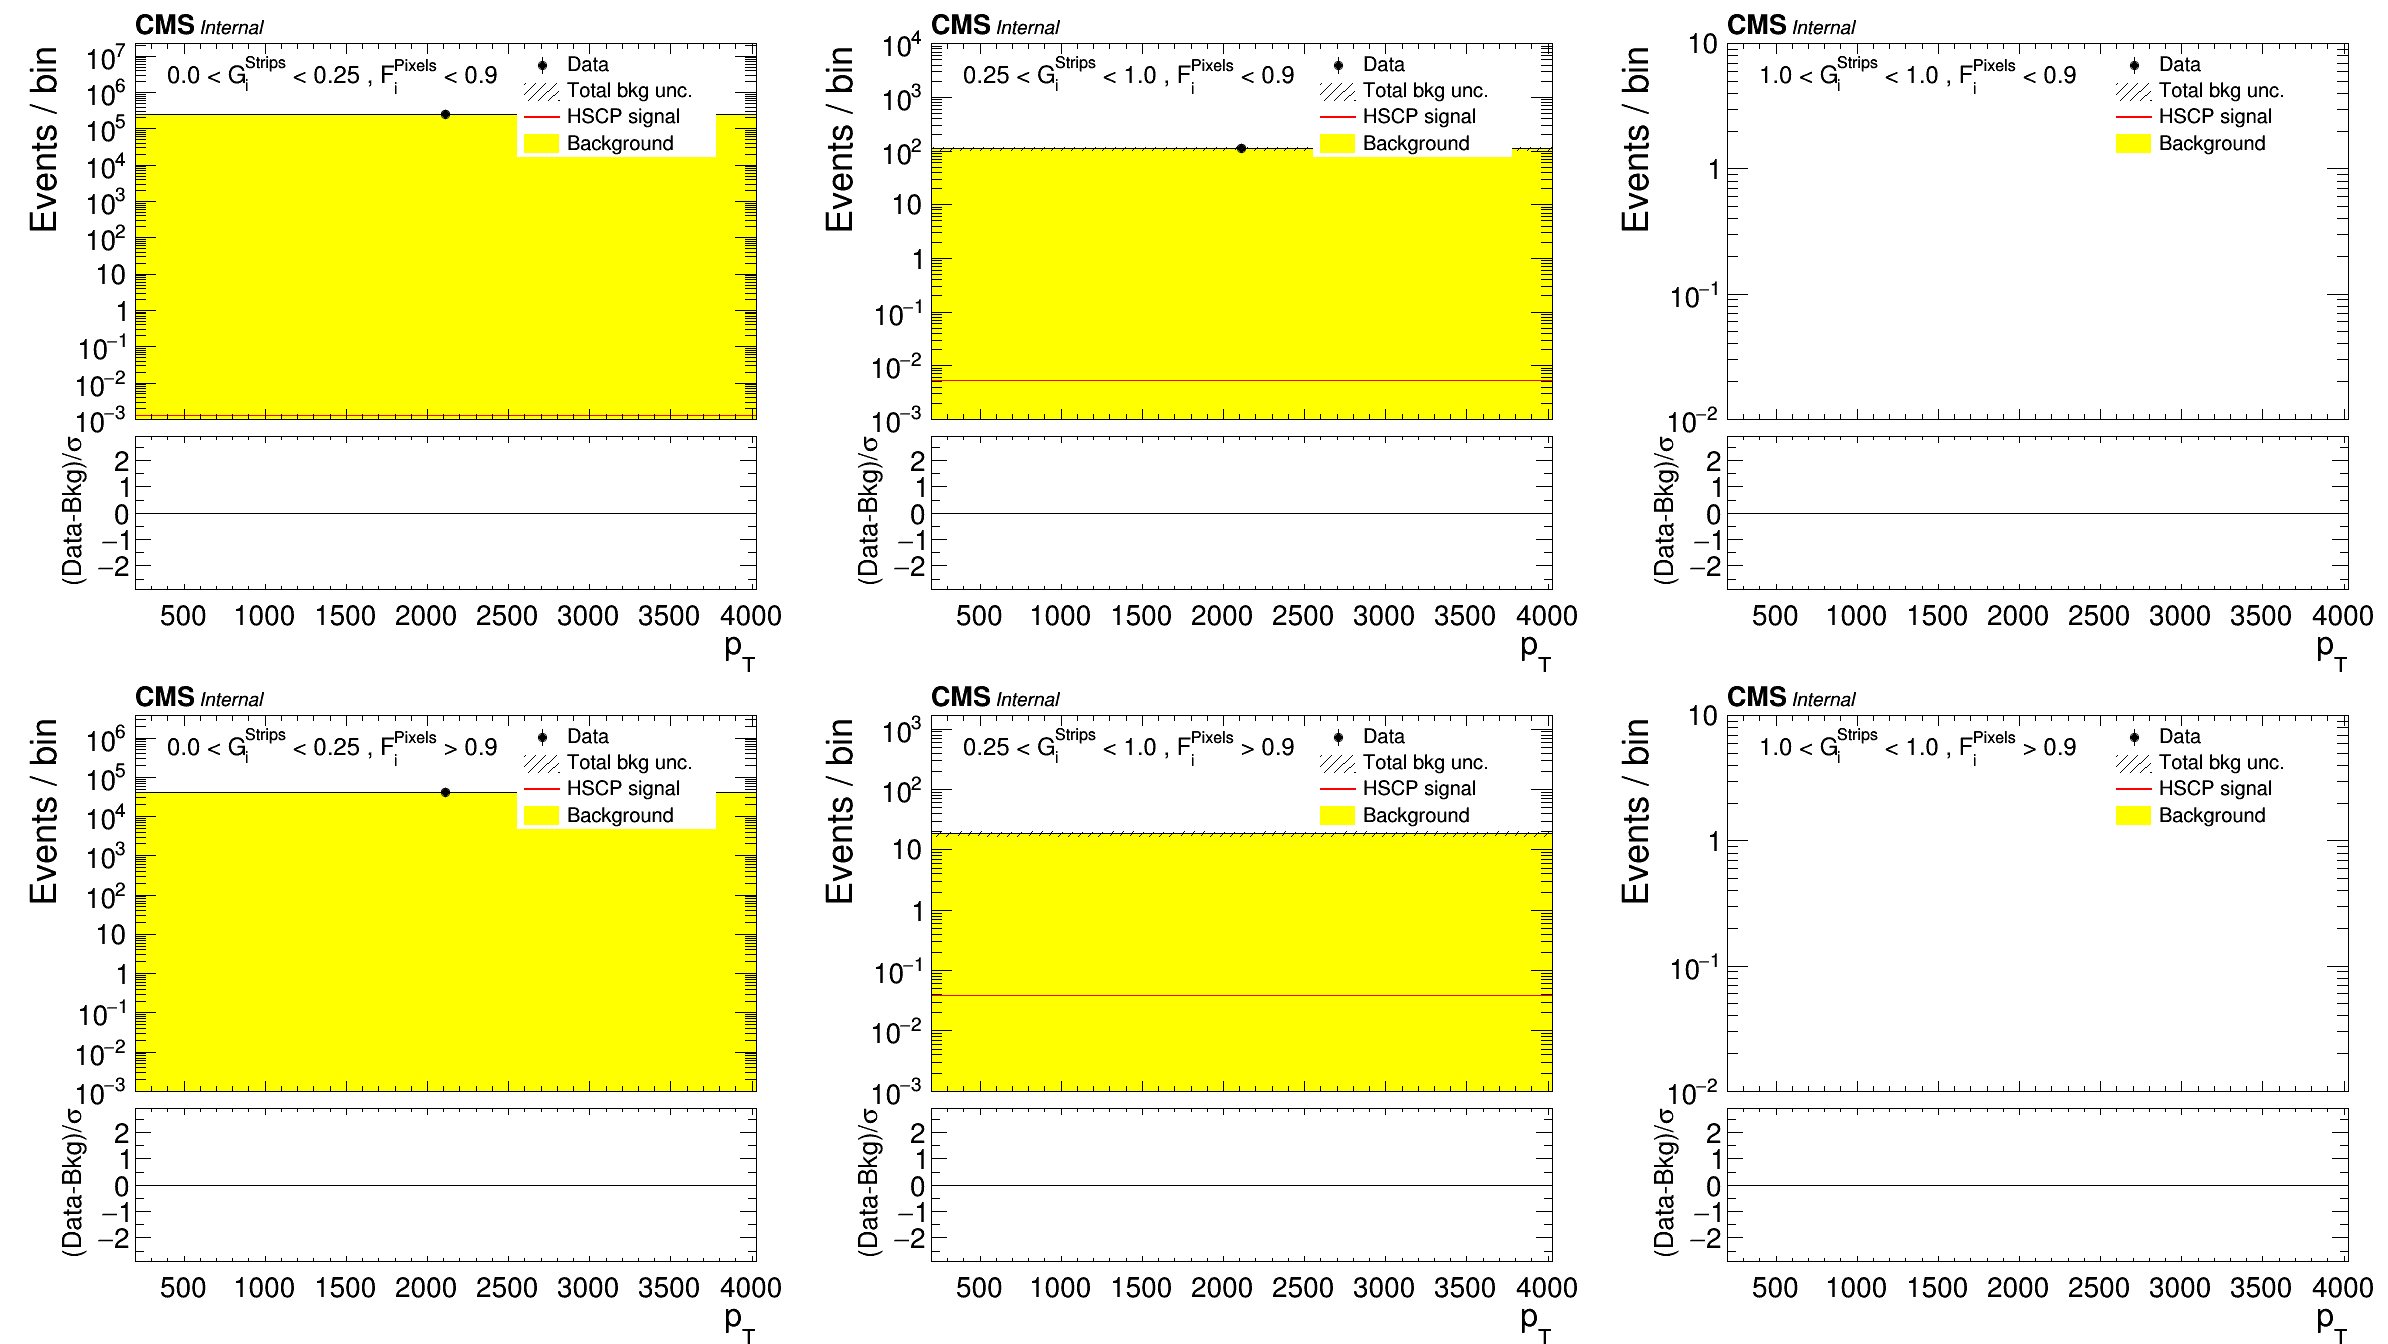 CMS Internal
Events / bin
10^7
10^6
10^5
10^4
10^3
10^2
10
1
10^−1
10^−2
10^−3
0.0 < G_i^Strips < 0.25 , F_i^Pixels < 0.9
Data
Total bkg unc.
HSCP signal
Background
(Data-Bkg)/σ
2
1
0
−1
−2
500 1000 1500 2000 2500 3000 3500 4000
p_T
CMS Internal
Events / bin
10^4
10^3
10^2
10
1
10^−1
10^−2
10^−3
0.25 < G_i^Strips < 1.0 , F_i^Pixels < 0.9
Data
Total bkg unc.
HSCP signal
Background
(Data-Bkg)/σ
2
1
0
−1
−2
500 1000 1500 2000 2500 3000 3500 4000
p_T
CMS Internal
Events / bin
10
1
10^−1
10^−2
1.0 < G_i^Strips < 1.0 , F_i^Pixels < 0.9
Data
Total bkg unc.
HSCP signal
Background
(Data-Bkg)/σ
2
1
0
−1
−2
500 1000 1500 2000 2500 3000 3500 4000
p_T
CMS Internal
Events / bin
10^6
10^5
10^4
10^3
10^2
10
1
10^−1
10^−2
10^−3
0.0 < G_i^Strips < 0.25 , F_i^Pixels > 0.9
Data
Total bkg unc.
HSCP signal
Background
(Data-Bkg)/σ
2
1
0
−1
−2
500 1000 1500 2000 2500 3000 3500 4000
p_T
CMS Internal
Events / bin
10^3
10^2
10
1
10^−1
10^−2
10^−3
0.25 < G_i^Strips < 1.0 , F_i^Pixels > 0.9
Data
Total bkg unc.
HSCP signal
Background
(Data-Bkg)/σ
2
1
0
−1
−2
500 1000 1500 2000 2500 3000 3500 4000
p_T
CMS Internal
Events / bin
10
1
10^−1
10^−2
1.0 < G_i^Strips < 1.0 , F_i^Pixels > 0.9
Data
Total bkg unc.
HSCP signal
Background
(Data-Bkg)/σ
2
1
0
−1
−2
500 1000 1500 2000 2500 3000 3500 4000
p_T